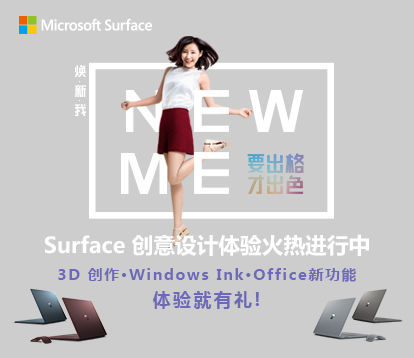 Microsoft Surface
焕·新·我
NEW
ME
要出格
才出色
Surface 创意设计体验火热进行中
3D 创作·Windows Ink·Office新功能
体验就有礼!